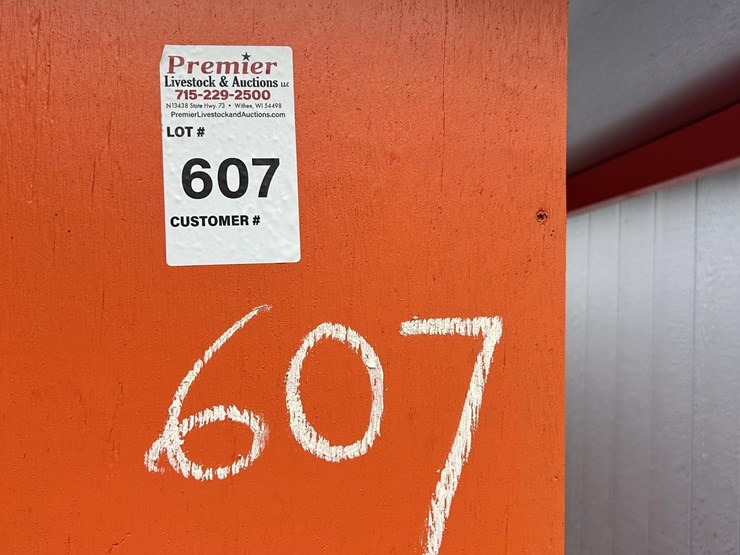 Premier
Livestock & Auctions LLC
715-229-2500
N13438 State Hwy. 73 • Withee, WI 54498
PremierLivestockandAuctions.com
LOT #
607
CUSTOMER #
607